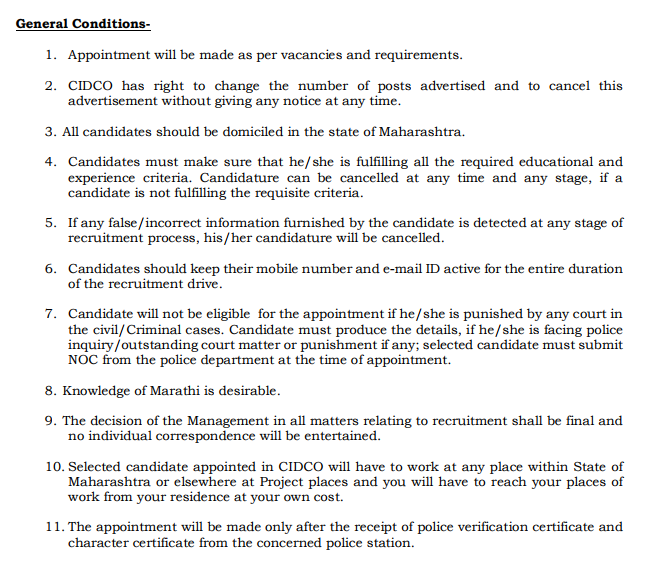 General Conditions-
1. Appointment will be made as per vacancies and requirements.
2. CIDCO has right to change the number of posts advertised and to cancel this
advertisement without giving any notice at any time.
3. All candidates should be domiciled in the state of Maharashtra.
4. Candidates must make sure that he/she is fulfilling all the required educational and
experience criteria. Candidature can be cancelled at any time and any stage, if a
candidate is not fulfilling the requisite criteria.
5. If any false/incorrect information furnished by the candidate is detected at any stage of
recruitment process, his/her candidature will be cancelled.
6. Candidates should keep their mobile number and e-mail ID active for the entire duration
of the recruitment drive.
7. Candidate will not be eligible for the appointment if he/she is punished by any court in
the civil/Criminal cases. Candidate must produce the details, if he/she is facing police
inquiry/outstanding court matter or punishment if any; selected candidate must submit
NOC from the police department at the time of appointment.
8. Knowledge of Marathi is desirable.
9. The decision of the Management in all matters relating to recruitment shall be final and
no individual correspondence will be entertained.
10. Selected candidate appointed in CIDCO will have to work at any place within State of
Maharashtra or elsewhere at Project places and you will have to reach your places of
work from your residence at your own cost.
11. The appointment will be made only after the receipt of police verification certificate and
character certificate from the concerned police station.